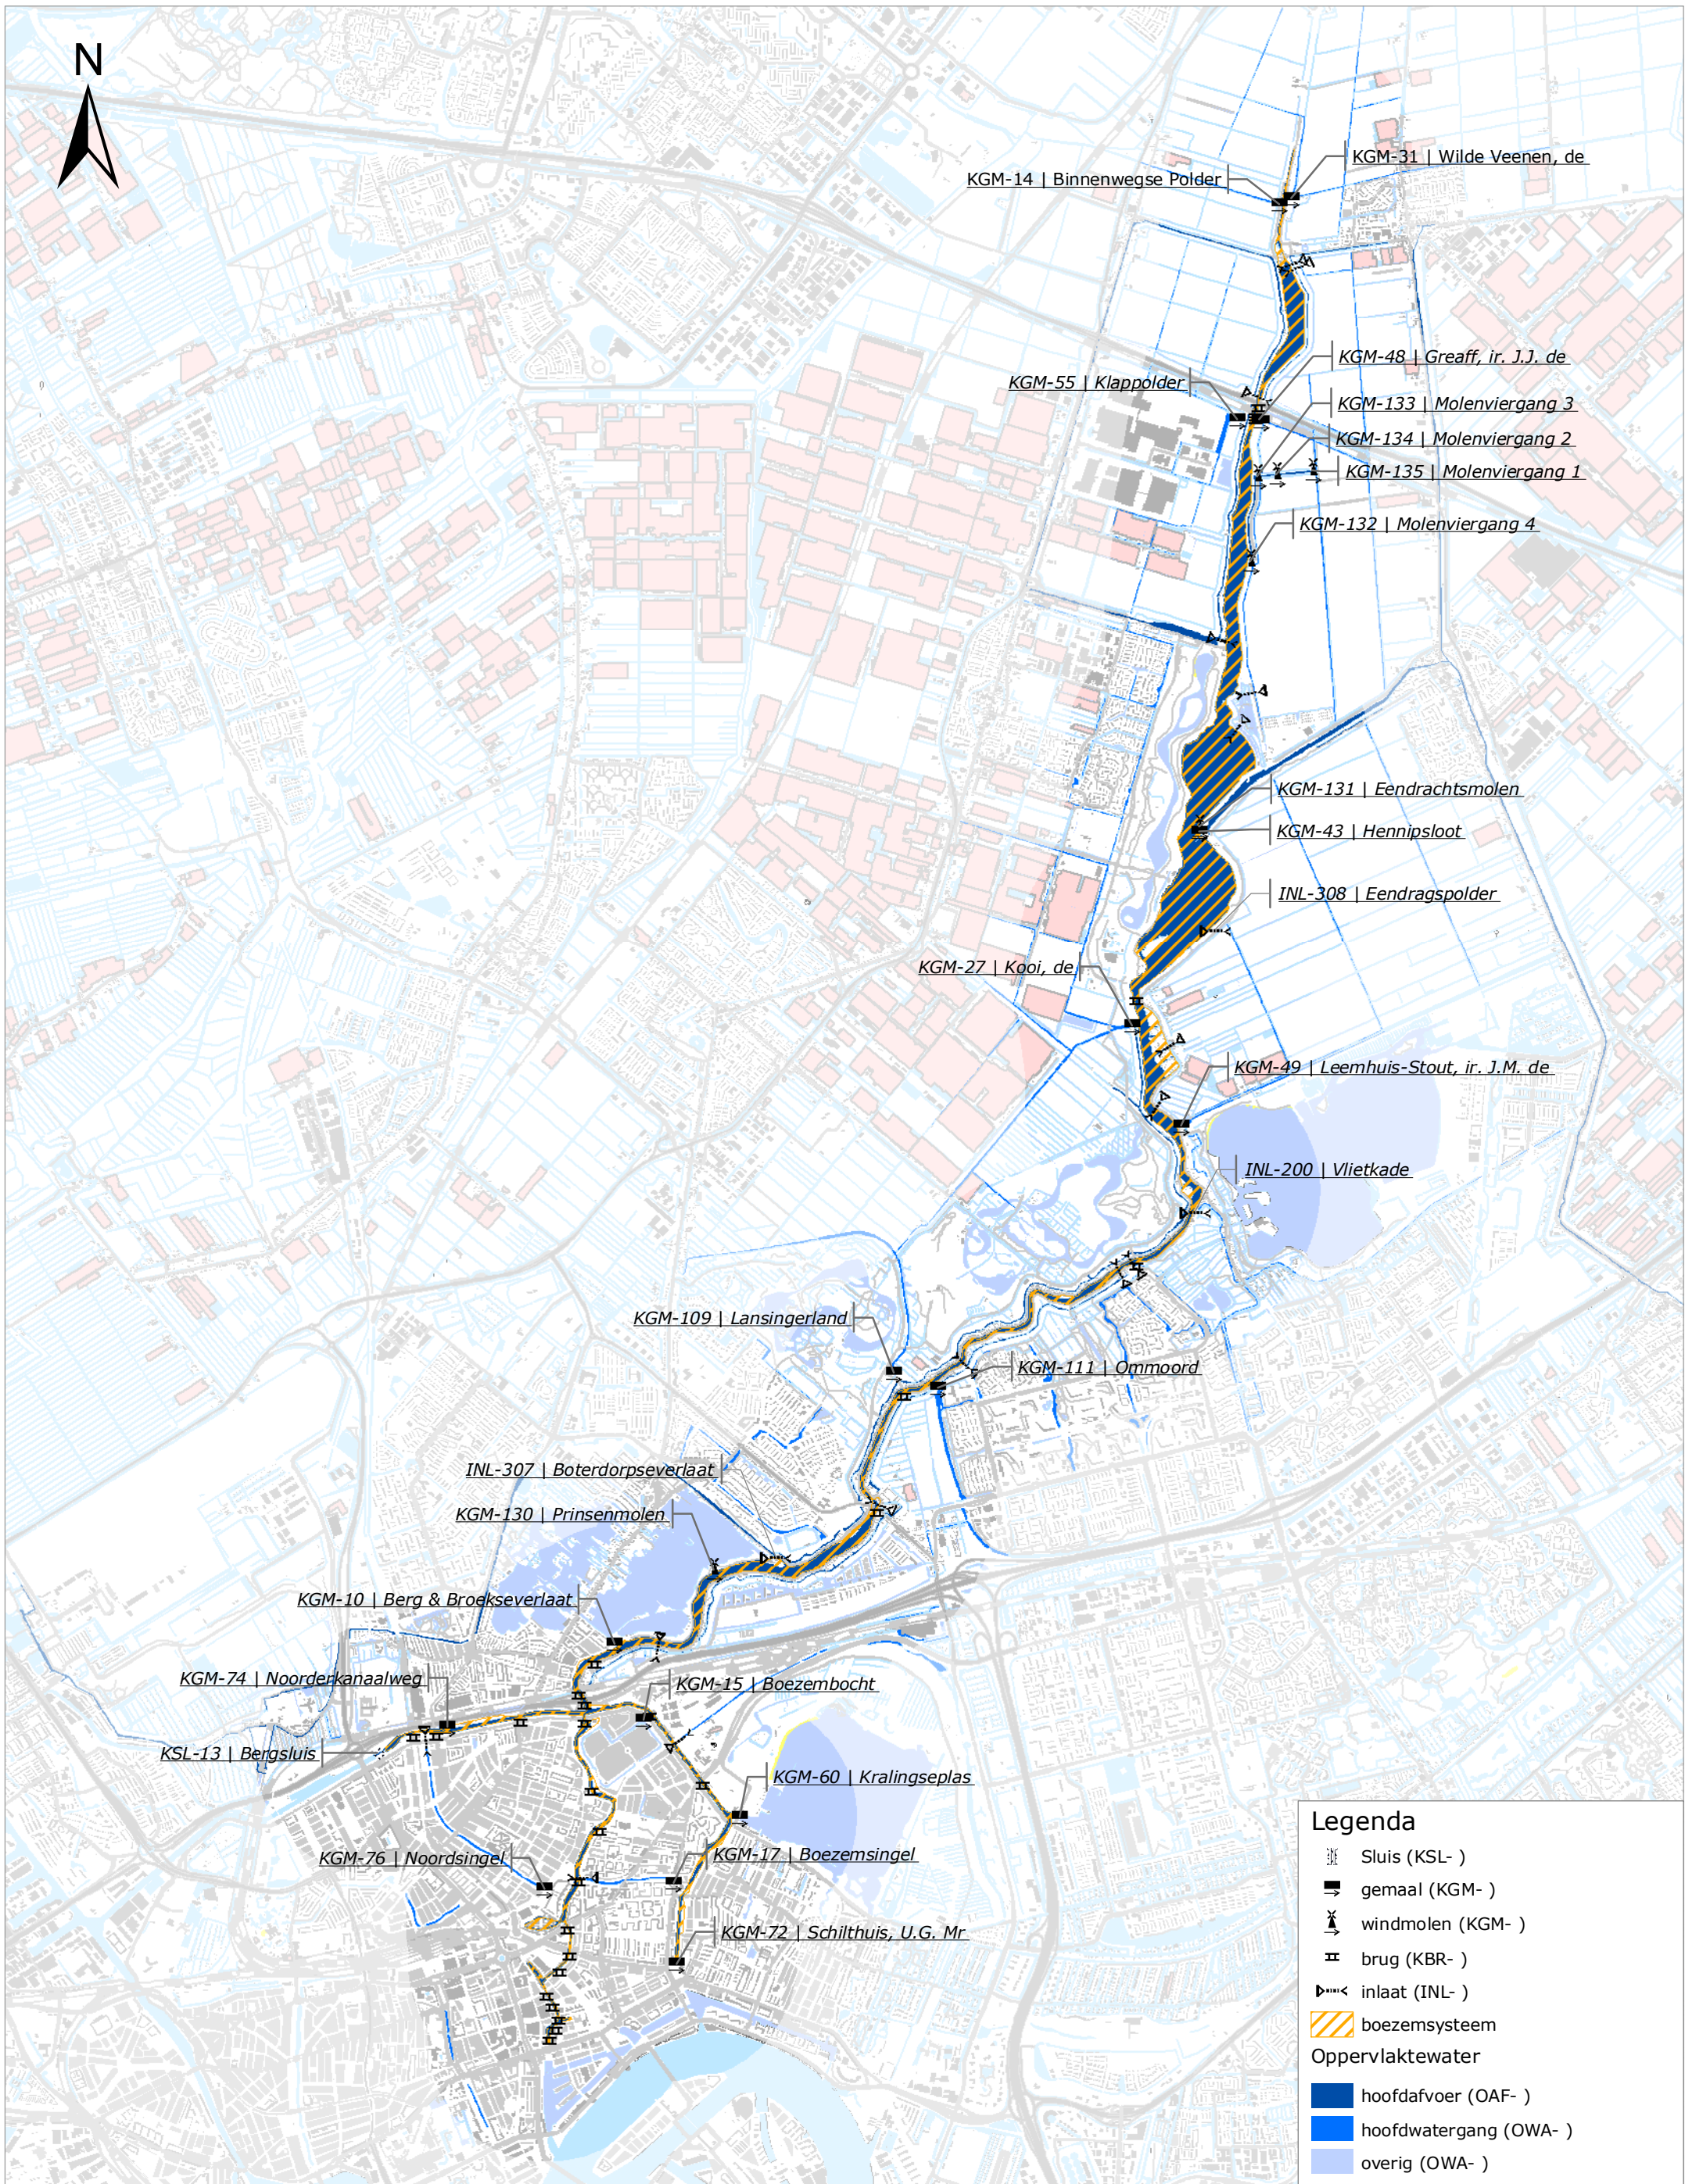 N
KGM-31 | Wilde Veenen, de
KGM-14 | Binnenwegse Polder
KGM-48 | Greaff, ir. J.J. de
KGM-55 | Klappolder
KGM-133 | Molenviergang 3
KGM-134 | Molenviergang 2
KGM-135 | Molenviergang 1
KGM-132 | Molenviergang 4
KGM-131 | Eendrachtsmolen
KGM-43 | Hennipsloot
INL-308 | Eendragspolder
KGM-27 | Kooi, de
KGM-49 | Leemhuis-Stout, ir. J.M. de
INL-200 | Vlietkade
KGM-109 | Lansingerland
KGM-111 | Ommoord
INL-307 | Boterdorpseverlaat
KGM-130 | Prinsenmolen
KGM-10 | Berg & Broekseverlaat
KGM-74 | Noorderkanaalweg
KGM-15 | Boezembocht
KSL-13 | Bergsluis
KGM-60 | Kralingseplas
KGM-76 | Noordsingel
KGM-17 | Boezemsingel
KGM-72 | Schilthuis, U.G. Mr
Legenda
Sluis (KSL- )
gemaal (KGM- )
windmolen (KGM- )
brug (KBR- )
inlaat (INL- )
boezemsysteem
Oppervlaktewater
hoofdafvoer (OAF- )
hoofdwatergang (OWA- )
overig (OWA- )